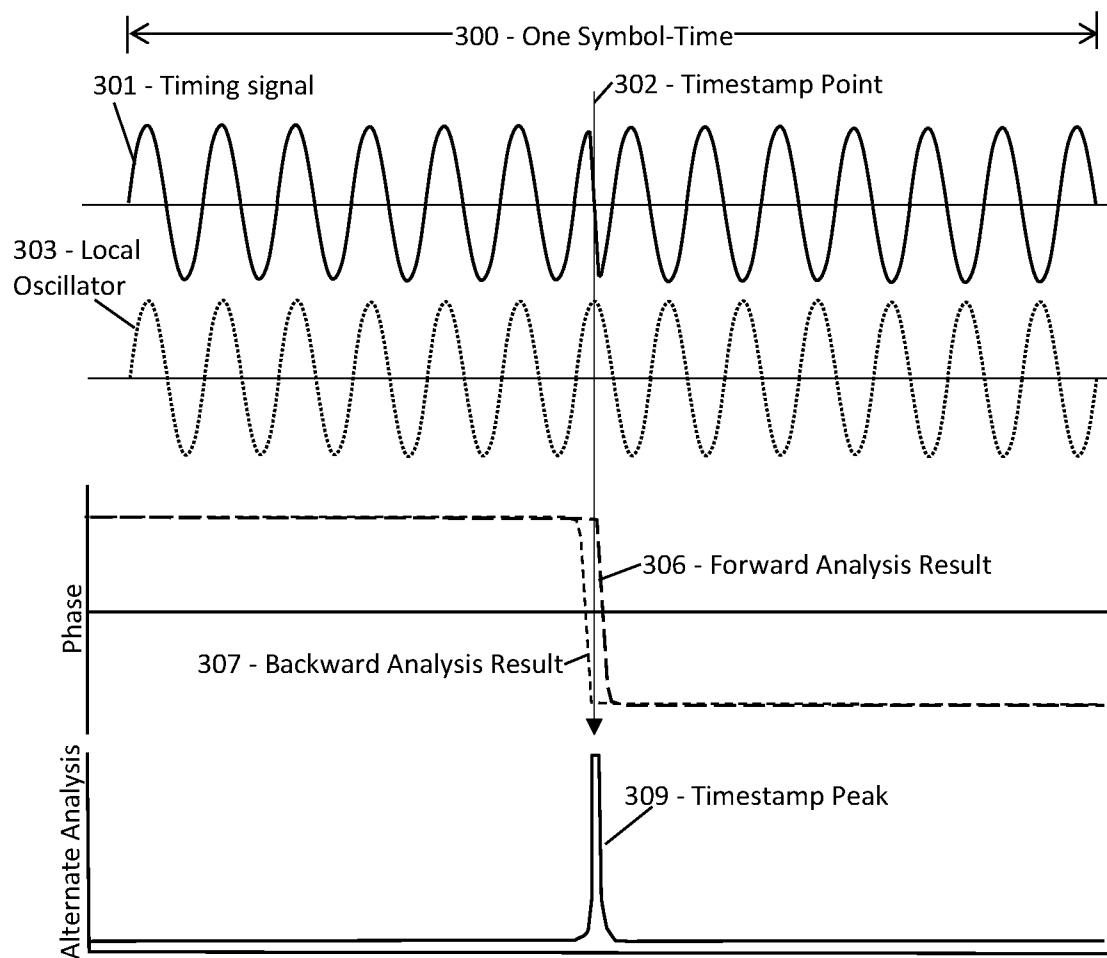 300 - One Symbol-Time
301 - Timing signal
302 - Timestamp Point
303 - Local
Oscillator
306 - Forward Analysis Result
307 - Backward Analysis Result
Phase
309 - Timestamp Peak
Alternate Analysis